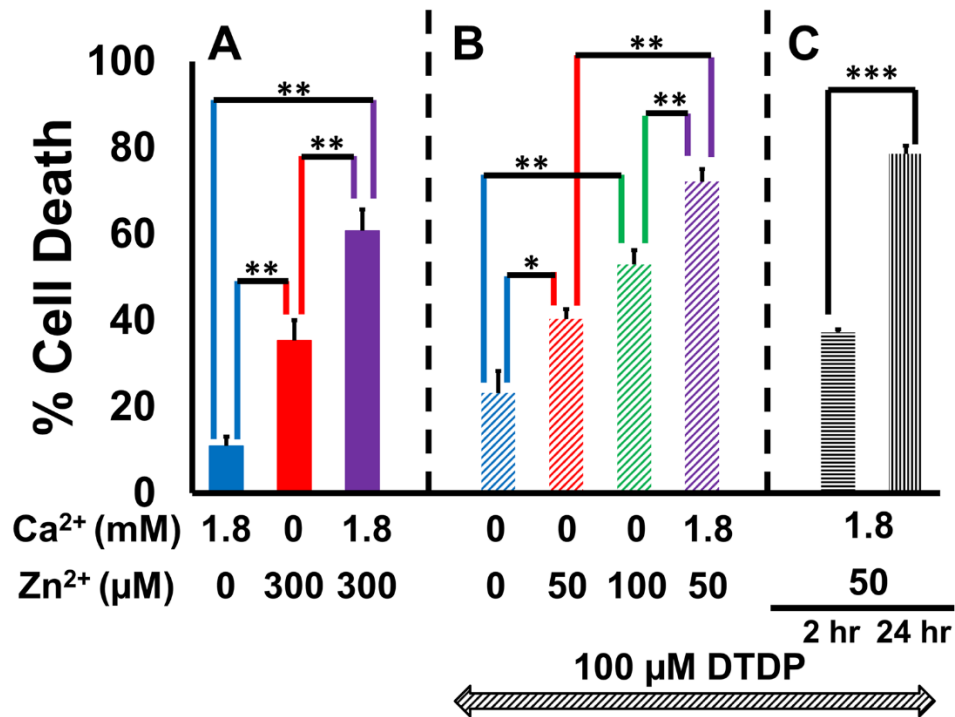 A B C
% Cell Death
100
80
60
40
20
0
** ** **
* ** ** **
***
Ca²⁺ (mM) 1.8 0 1.8 0 0 0 1.8 1.8
Zn²⁺ (µM) 0 300 300 0 50 100 50 50
2 hr 24 hr
100 µM DTDP